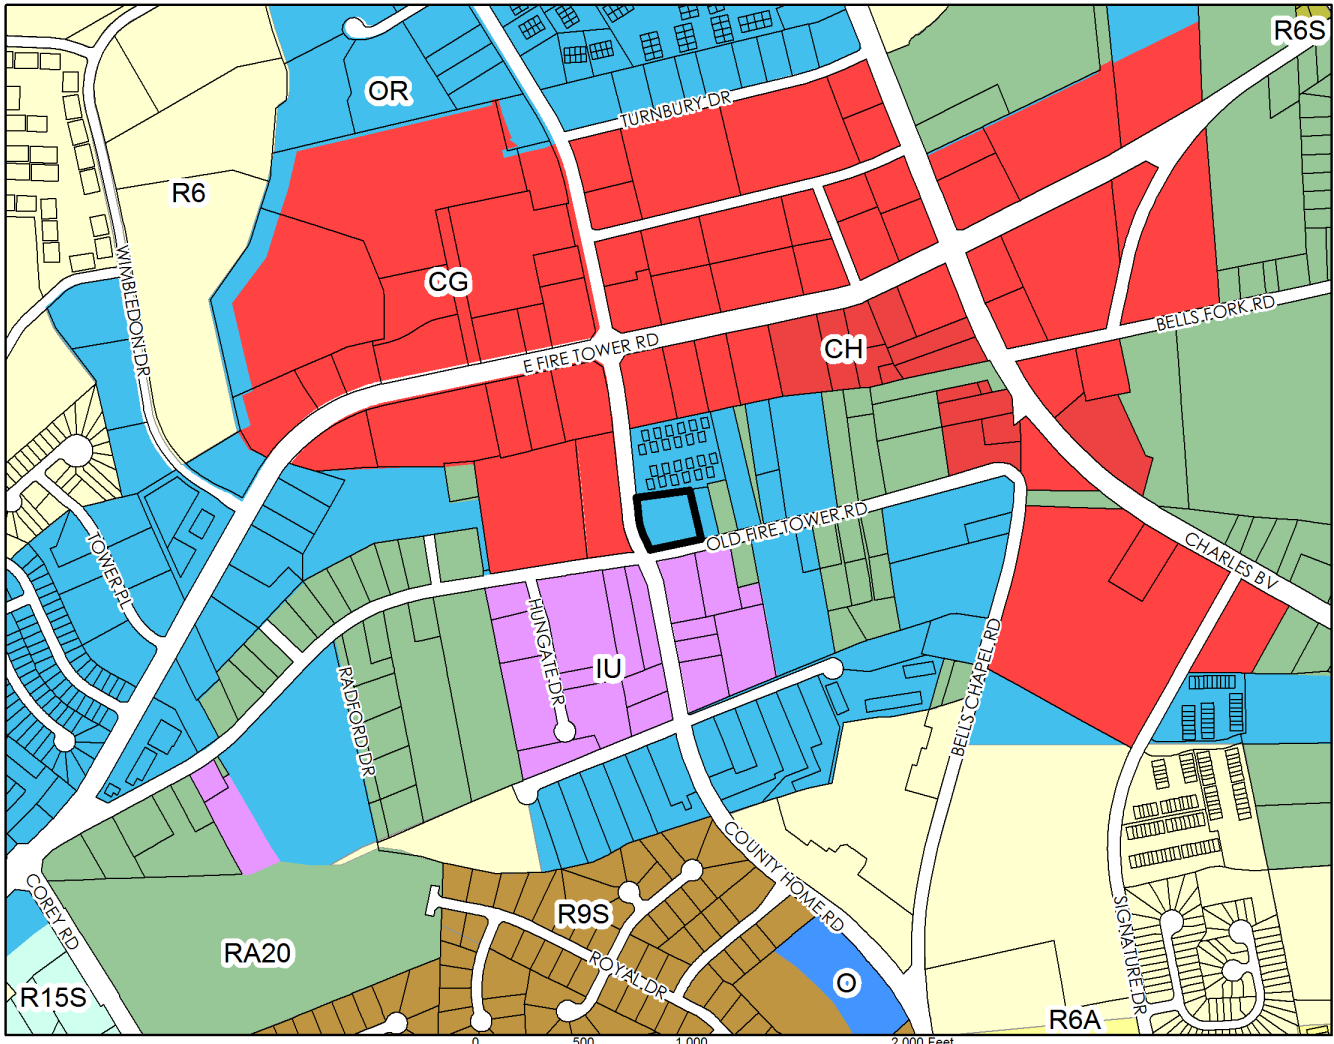 R6S
OR
TURNBURY DR
R6
WIMBLEDON DR
CG
BELLS FORK RD
E FIRE TOWER RD
CH
OLD FIRE TOWER RD
CHARLES BV
TOWER PL
HUNGATE DR
IU
RADFORD DR
BELLS CHAPEL RD
COUNTY HOME RD
COREY RD
R9S
SIGNATURE DR
RA20
ROYAL DR
O
R15S
R6A
0 500 1,000 2,000 Feet